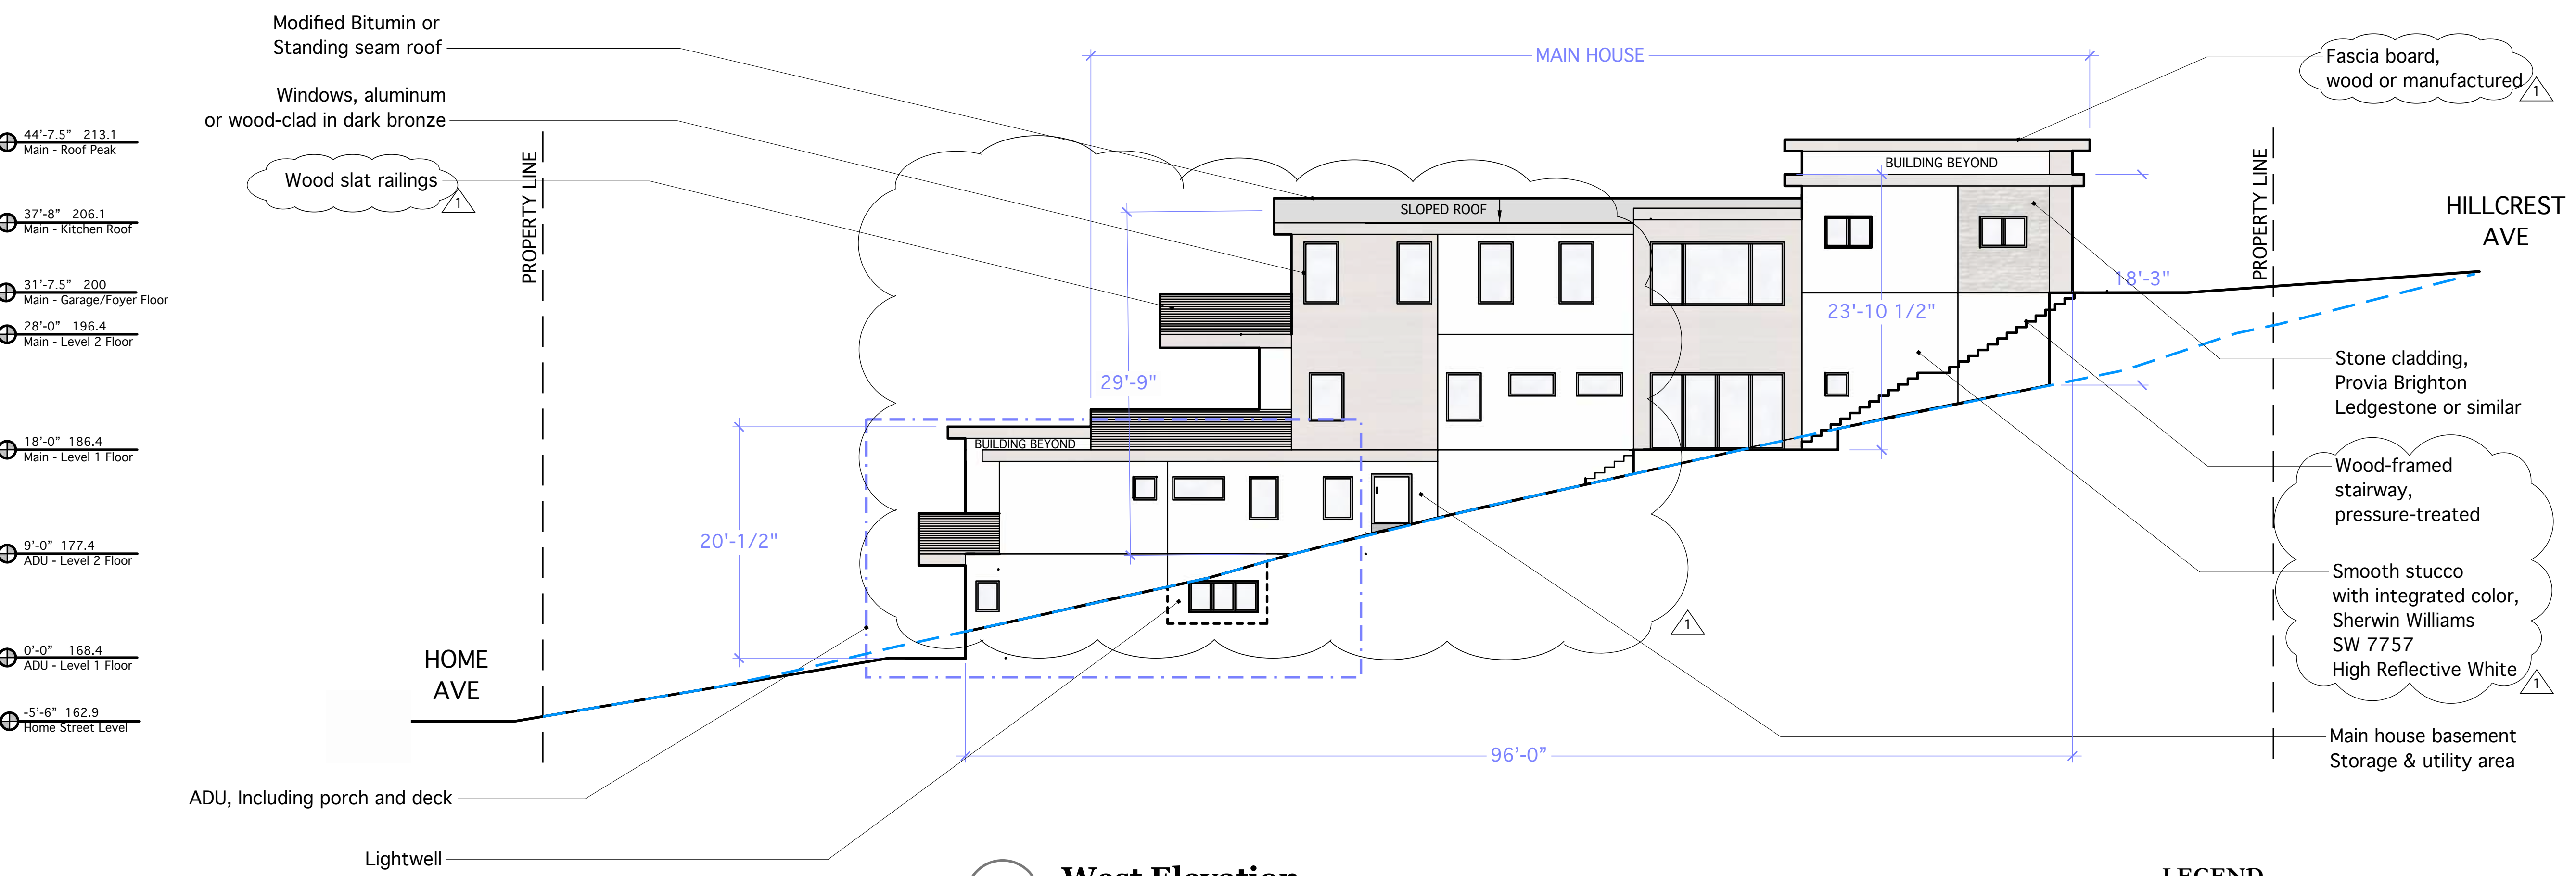 Modified Bitumin or
Standing seam roof
Windows, aluminum
or wood-clad in dark bronze
Wood slat railings
1
44'-7.5" 213.1
Main - Roof Peak
37'-8" 206.1
Main - Kitchen Roof
31'-7.5" 200
Main - Garage/Foyer Floor
28'-0" 196.4
Main - Level 2 Floor
18'-0" 186.4
Main - Level 1 Floor
9'-0" 177.4
ADU - Level 2 Floor
0'-0" 168.4
ADU - Level 1 Floor
-5'-6" 162.9
Home Street Level
PROPERTY LINE
HOME
AVE
ADU, Including porch and deck
Lightwell
MAIN HOUSE
SLOPED ROOF
BUILDING BEYOND
BUILDING BEYOND
29'-9"
20'-1/2"
23'-10 1/2"
18'-3"
96'-0"
1
PROPERTY LINE
HILLCREST
AVE
Fascia board,
wood or manufactured
1
Stone cladding,
Provia Brighton
Ledgestone or similar
Wood-framed
stairway,
pressure-treated
Smooth stucco
with integrated color,
Sherwin Williams
SW 7757
High Reflective White
1
Main house basement
Storage & utility area
West Elevation
LEGEND